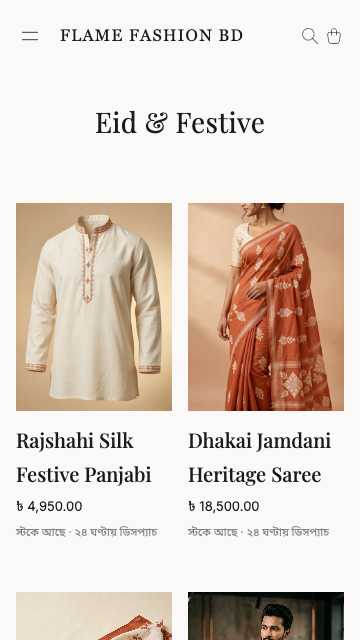 FLAME FASHION BD
Eid & Festive
Rajshahi Silk
Festive Panjabi
৳ 4,950.00
স্টকে আছে · ২৪ ঘণ্টায় ডিসপ্যাচ
Dhakai Jamdani
Heritage Saree
৳ 18,500.00
স্টকে আছে · ২৪ ঘণ্টায় ডিসপ্যাচ